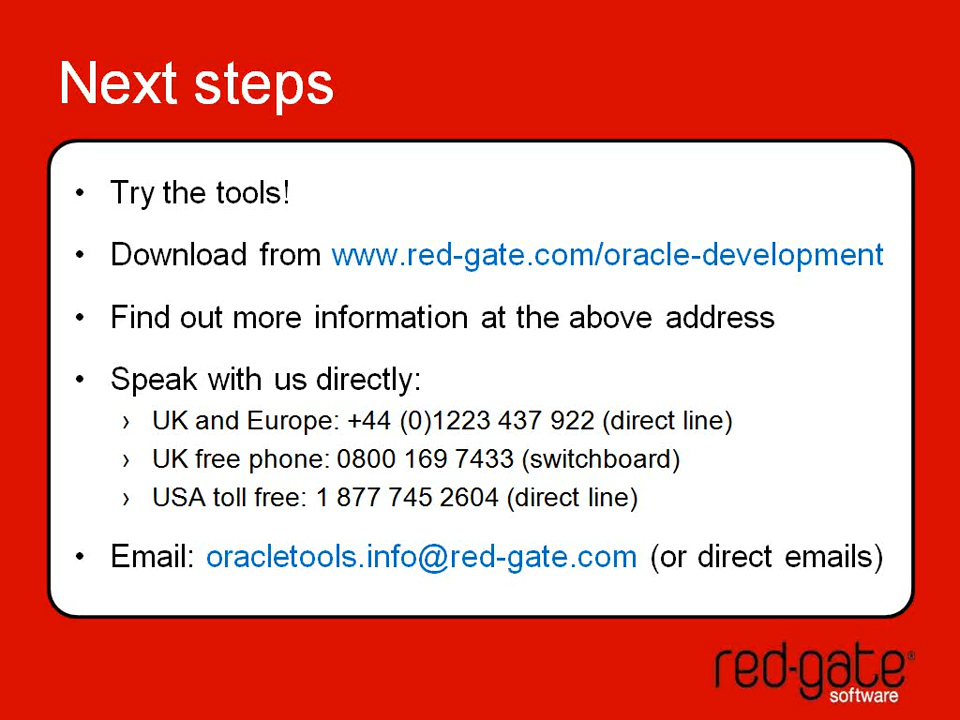 Next steps
• Try the tools!
• Download from www.red-gate.com/oracle-development
• Find out more information at the above address
• Speak with us directly:
› UK and Europe: +44 (0)1223 437 922 (direct line)
› UK free phone: 0800 169 7433 (switchboard)
› USA toll free: 1 877 745 2604 (direct line)
• Email: oracletools.info@red-gate.com (or direct emails)
red-gate®
software